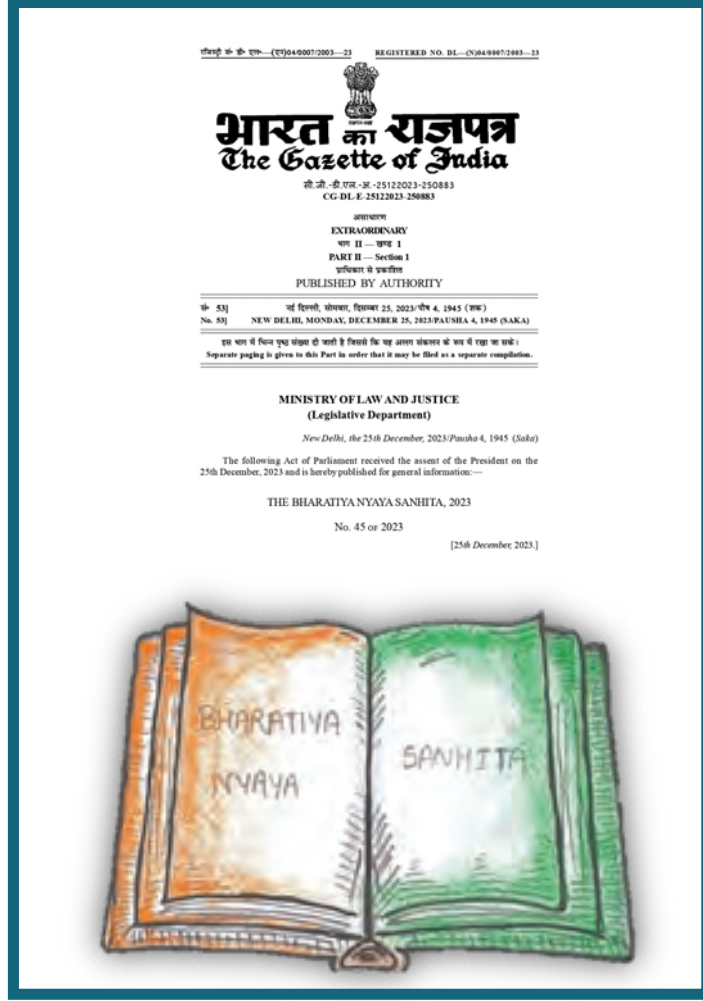 रजिस्ट्री सं॰ डी॰ एल॰—(एन)04/0007/2003—23 REGISTERED NO. DL—(N)04/0007/2003—23
भारत का राजपत्र
The Gazette of India
सी.जी.-डी.एल.-अ.-25122023-250883
CG-DL-E-25122023-250883
असाधारण
EXTRAORDINARY
भाग II — खण्ड 1
PART II — Section 1
प्राधिकार से प्रकाशित
PUBLISHED BY AUTHORITY
सं॰ 53] नई दिल्ली, सोमवार, दिसम्बर 25, 2023/पौष 4, 1945 (शक)
No. 53] NEW DELHI, MONDAY, DECEMBER 25, 2023/PAUSHA 4, 1945 (SAKA)
इस भाग में भिन्न पृष्ठ संख्या दी जाती है जिससे कि यह अलग संकलन के रूप में रखा जा सके।
Separate paging is given to this Part in order that it may be filed as a separate compilation.
MINISTRY OF LAW AND JUSTICE
(Legislative Department)
New Delhi, the 25th December, 2023/Pausha 4, 1945 (Saka)
The following Act of Parliament received the assent of the President on the
25th December, 2023 and is hereby published for general information:—
THE BHARATIYA NYAYA SANHITA, 2023
No. 45 OF 2023
[25th December, 2023.]
BHARATIYA
NYAYA
SANHITA